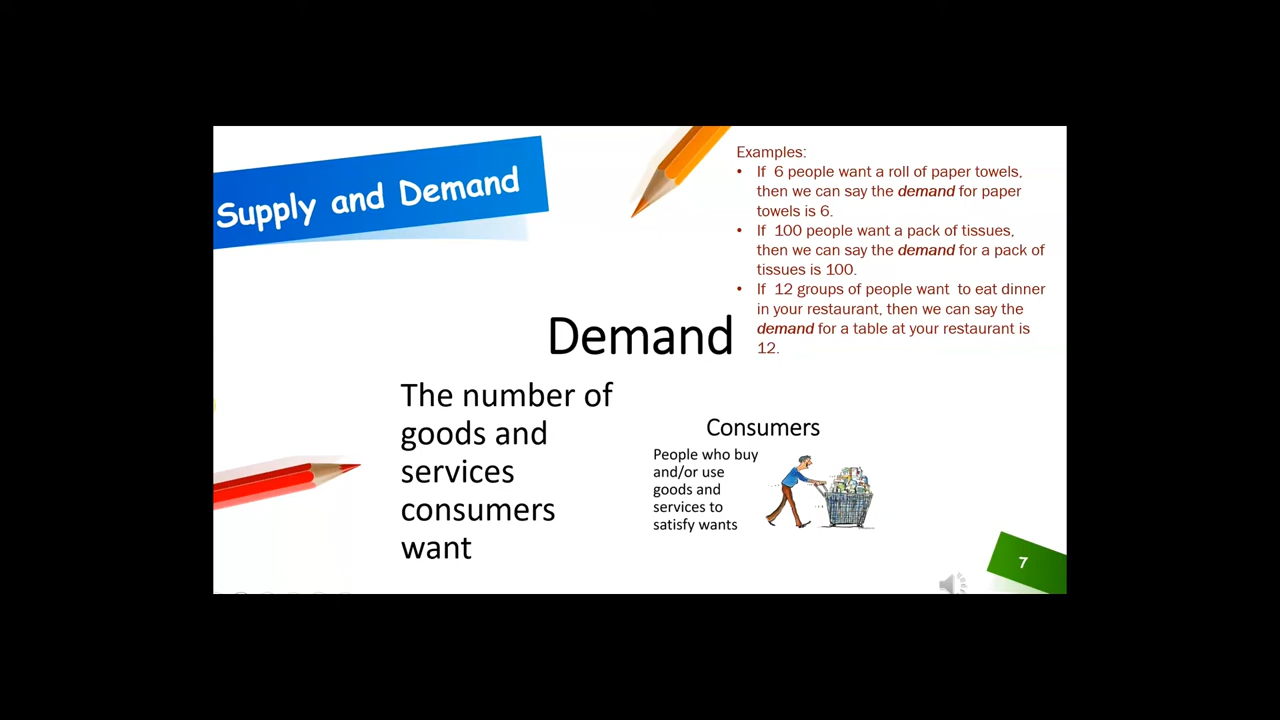 Supply and Demand
Examples:
• If 6 people want a roll of paper towels,
then we can say the demand for paper
towels is 6.
• If 100 people want a pack of tissues,
then we can say the demand for a pack of
tissues is 100.
• If 12 groups of people want to eat dinner
in your restaurant, then we can say the
demand for a table at your restaurant is
12.
Demand
The number of
goods and
services
consumers
want
Consumers
People who buy
and/or use
goods and
services to
satisfy wants
7